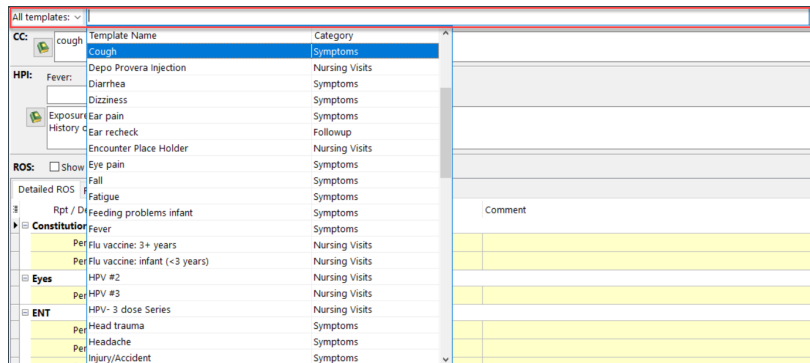 All templates:
CC: cough
Template Name Category
Cough Symptoms
Depo Provera Injection Nursing Visits
HPI: Fever:
Diarrhea Symptoms
Dizziness Symptoms
Exposure
Ear pain Symptoms
History
Ear recheck Followup
Encounter Place Holder Nursing Visits
ROS: Show
Eye pain Symptoms
Fall Symptoms
Detailed ROS
Fatigue Symptoms
Rpt / De
Feeding problems infant Symptoms
Comment
Constitution
Fever Symptoms
Per
Flu vaccine: 3+ years Nursing Visits
Per
Flu vaccine: infant (<3 years) Nursing Visits
Eyes
HPV #2 Nursing Visits
Per
HPV #3 Nursing Visits
ENT
HPV- 3 dose Series Nursing Visits
Per
Head trauma Symptoms
Per
Headache Symptoms
Per
Injury/Accident Symptoms